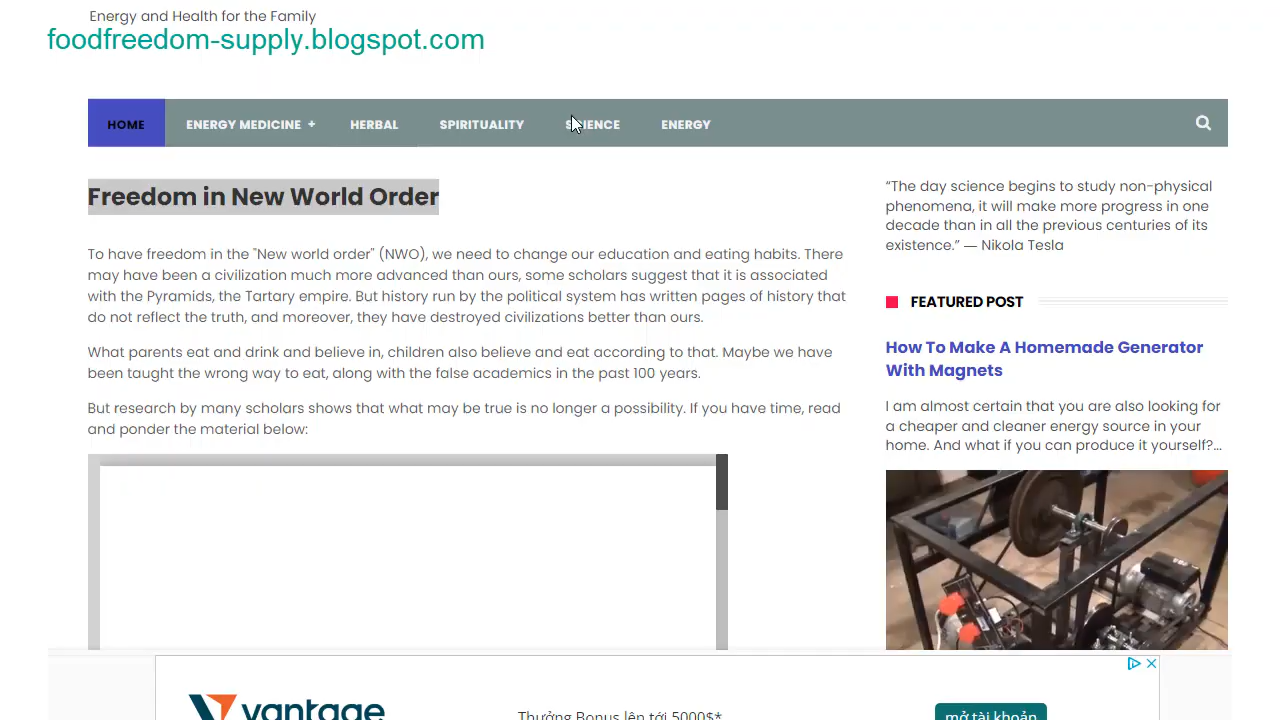 Energy and Health for the Family
foodfreedom-supply.blogspot.com
HOME ENERGY MEDICINE + HERBAL SPIRITUALITY SCIENCE ENERGY
Freedom in New World Order
To have freedom in the "New world order" (NWO), we need to change our education and eating habits. There
may have been a civilization much more advanced than ours, some scholars suggest that it is associated
with the Pyramids, the Tartary empire. But history run by the political system has written pages of history that
do not reflect the truth, and moreover, they have destroyed civilizations better than ours.
What parents eat and drink and believe in, children also believe and eat according to that. Maybe we have
been taught the wrong way to eat, along with the false academics in the past 100 years.
But research by many scholars shows that what may be true is no longer a possibility. If you have time, read
and ponder the material below:
“The day science begins to study non-physical
phenomena, it will make more progress in one
decade than in all the previous centuries of its
existence.” — Nikola Tesla
FEATURED POST
How To Make A Homemade Generator
With Magnets
I am almost certain that you are also looking for
a cheaper and cleaner energy source in your
home. And what if you can produce it yourself?...
vantage
Thưởng Bonus lên tới 5000$*
mở tài khoản